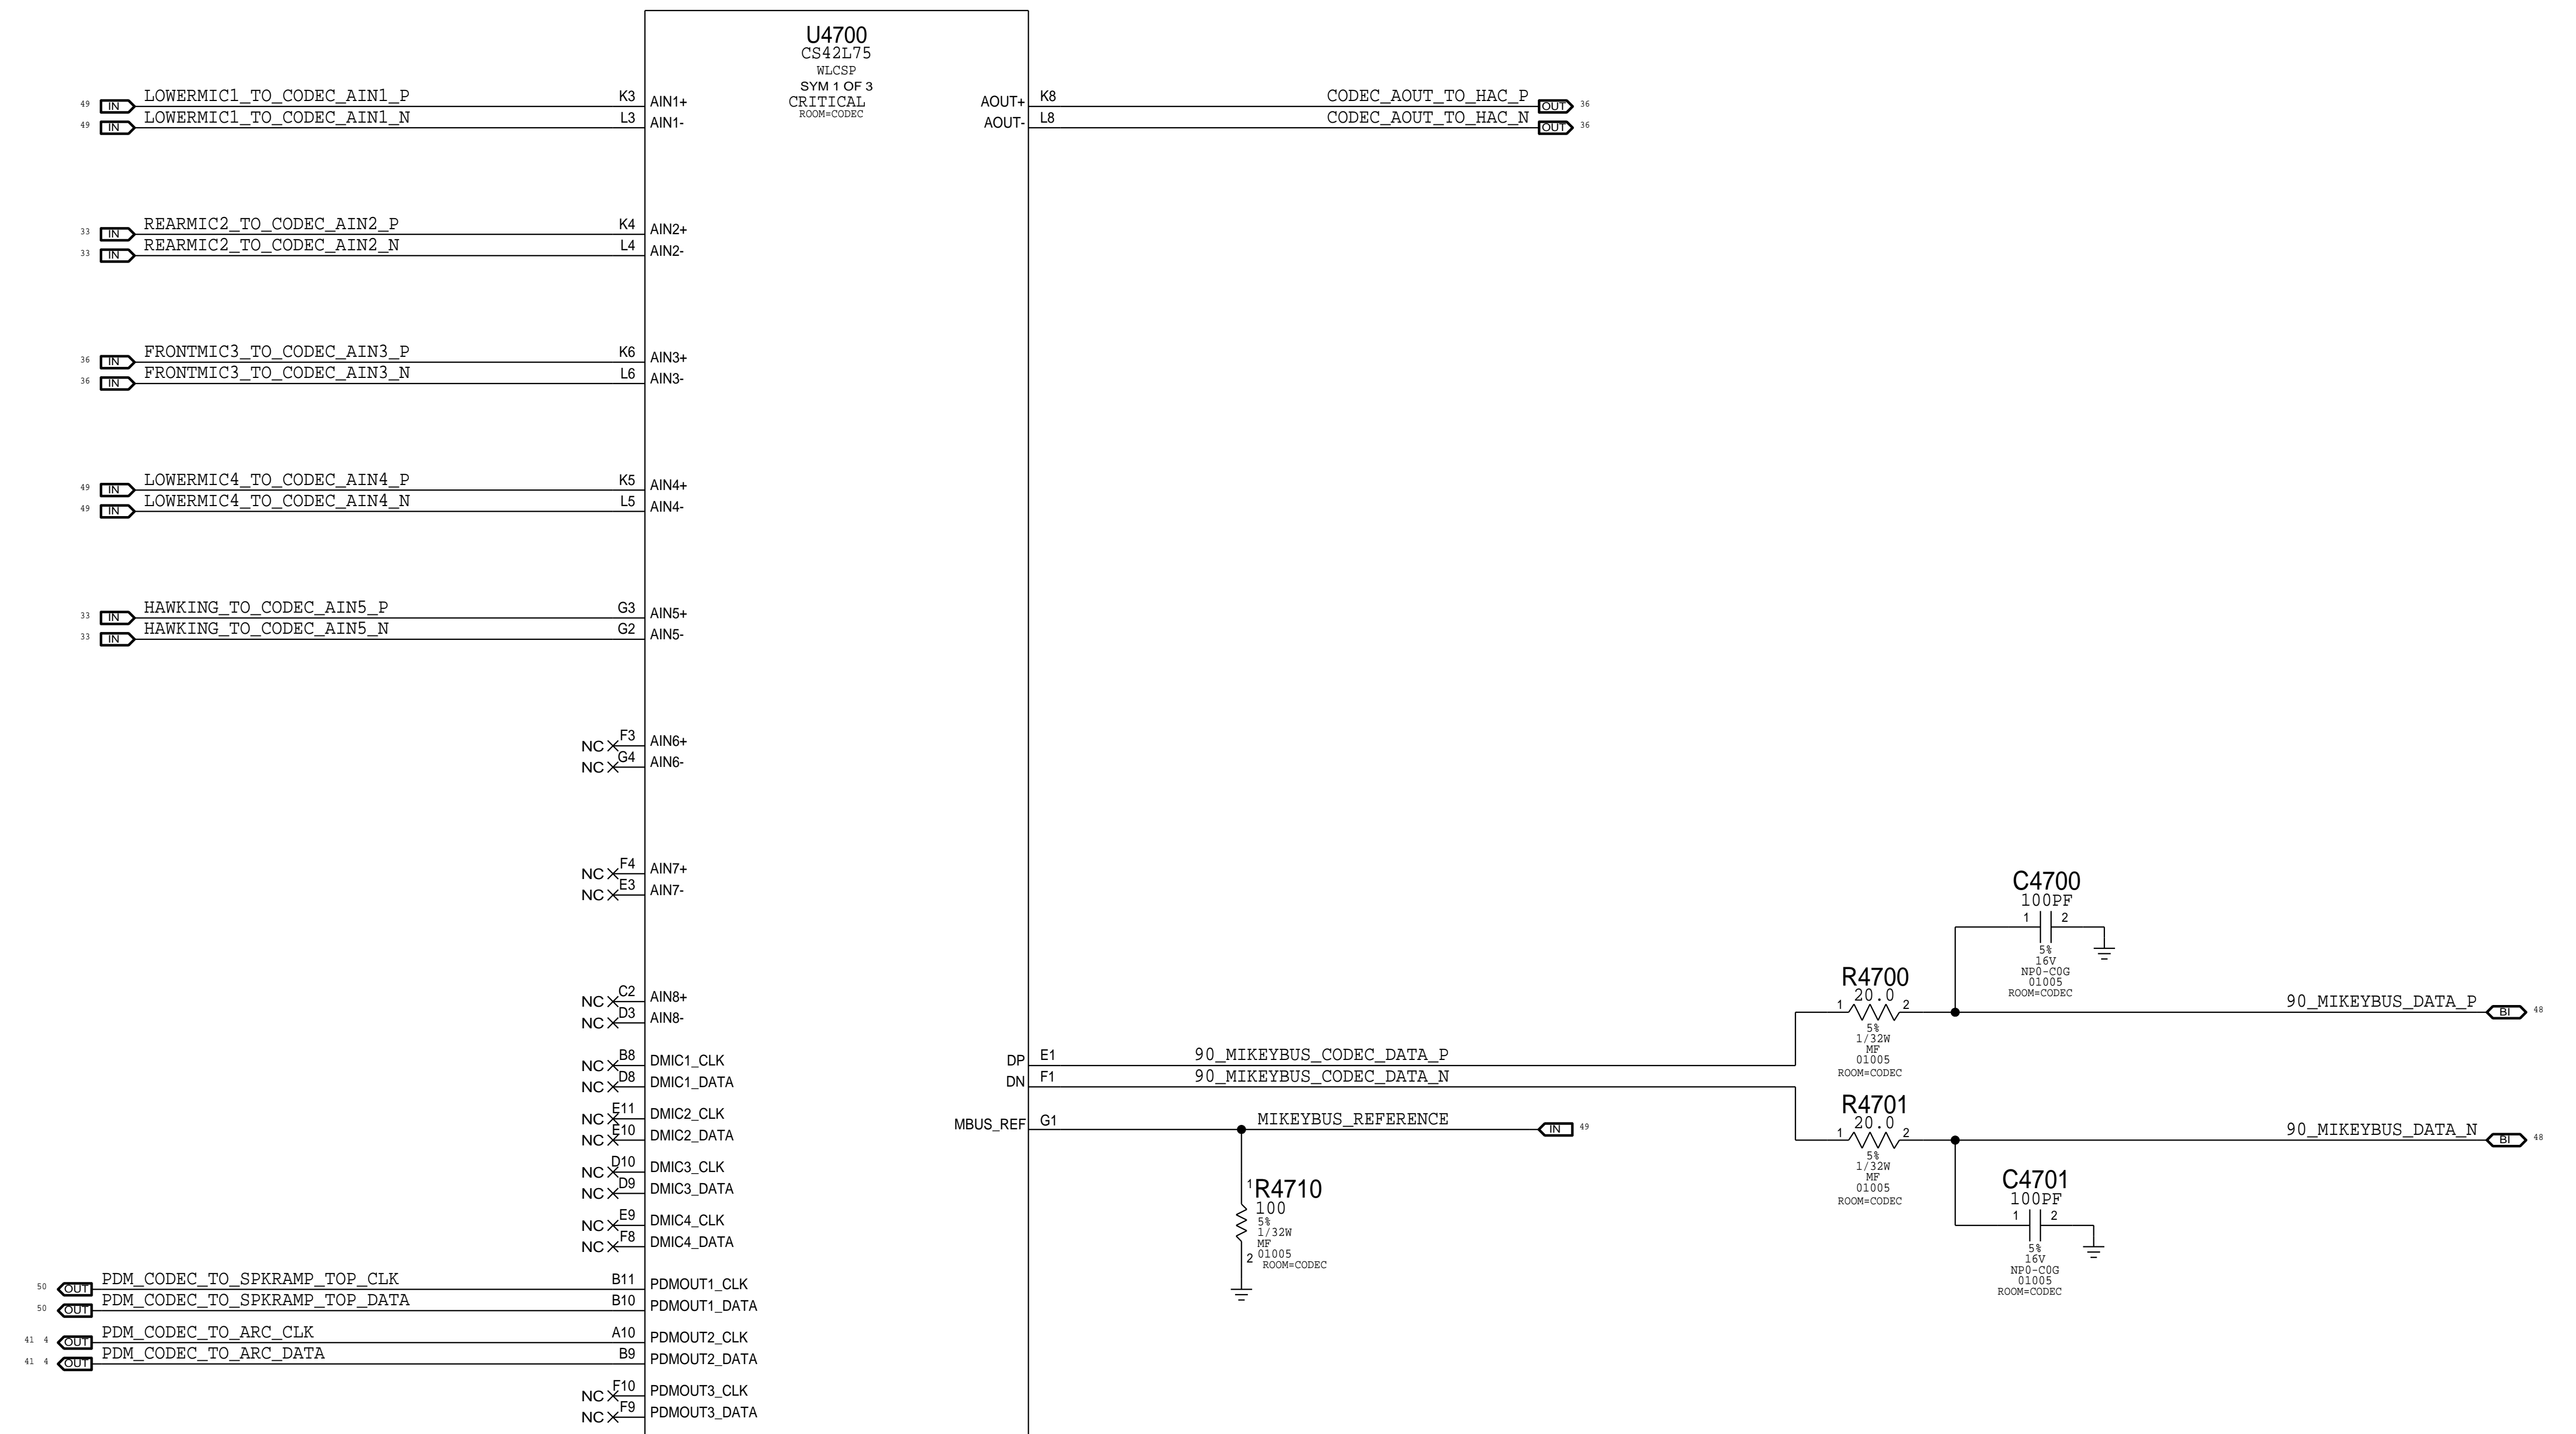 U4700
CS42L75
WLCSP
SYM 1 OF 3
CRITICAL
ROOM=CODEC
49 IN LOWERMIC1_TO_CODEC_AIN1_P K3 AIN1+
49 IN LOWERMIC1_TO_CODEC_AIN1_N L3 AIN1-
AOUT+ K8 CODEC_AOUT_TO_HAC_P OUT 36
AOUT- L8 CODEC_AOUT_TO_HAC_N OUT 36
33 IN REARMIC2_TO_CODEC_AIN2_P K4 AIN2+
33 IN REARMIC2_TO_CODEC_AIN2_N L4 AIN2-
36 IN FRONTMIC3_TO_CODEC_AIN3_P K6 AIN3+
36 IN FRONTMIC3_TO_CODEC_AIN3_N L6 AIN3-
49 IN LOWERMIC4_TO_CODEC_AIN4_P K5 AIN4+
49 IN LOWERMIC4_TO_CODEC_AIN4_N L5 AIN4-
33 IN HAWKING_TO_CODEC_AIN5_P G3 AIN5+
33 IN HAWKING_TO_CODEC_AIN5_N G2 AIN5-
NC F3 AIN6+
NC G4 AIN6-
NC F4 AIN7+
NC E3 AIN7-
NC C2 AIN8+
NC D3 AIN8-
NC B8 DMIC1_CLK
NC D8 DMIC1_DATA
NC E11 DMIC2_CLK
NC E10 DMIC2_DATA
NC D10 DMIC3_CLK
NC D9 DMIC3_DATA
NC E9 DMIC4_CLK
NC F8 DMIC4_DATA
50 OUT PDM_CODEC_TO_SPKRAMP_TOP_CLK B11 PDMOUT1_CLK
50 OUT PDM_CODEC_TO_SPKRAMP_TOP_DATA B10 PDMOUT1_DATA
41 4 OUT PDM_CODEC_TO_ARC_CLK A10 PDMOUT2_CLK
41 4 OUT PDM_CODEC_TO_ARC_DATA B9 PDMOUT2_DATA
NC F10 PDMOUT3_CLK
NC F9 PDMOUT3_DATA
DP E1 90_MIKEYBUS_CODEC_DATA_P
DN F1 90_MIKEYBUS_CODEC_DATA_N
MBUS_REF G1 MIKEYBUS_REFERENCE IN 49
1 R4710
100
5%
1/32W
MF
2 01005
ROOM=CODEC
C4700
100PF
1 2
5%
16V
NP0-C0G
01005
ROOM=CODEC
R4700
20.0
1 2
5%
1/32W
MF
01005
ROOM=CODEC
90_MIKEYBUS_DATA_P BI 48
R4701
20.0
1 2
5%
1/32W
MF
01005
ROOM=CODEC
90_MIKEYBUS_DATA_N BI 48
C4701
100PF
1 2
5%
16V
NP0-C0G
01005
ROOM=CODEC